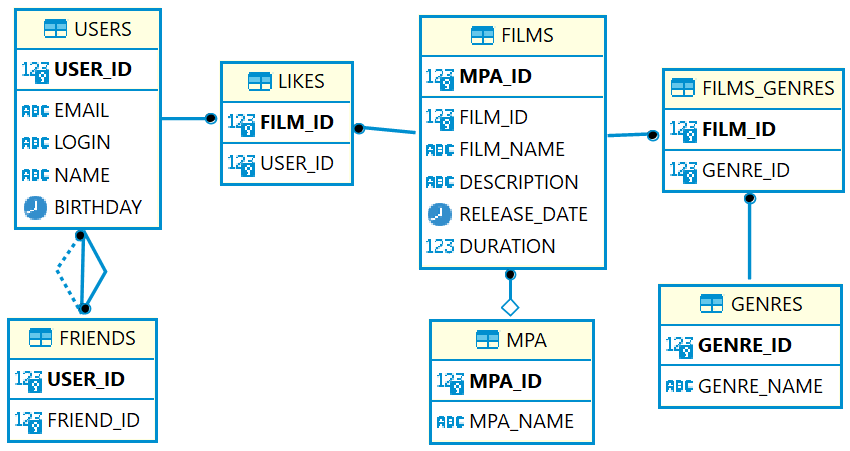 USERS
123 USER_ID
ABC EMAIL
ABC LOGIN
ABC NAME
BIRTHDAY
LIKES
123 FILM_ID
123 USER_ID
FILMS
123 MPA_ID
123 FILM_ID
ABC FILM_NAME
ABC DESCRIPTION
RELEASE_DATE
123 DURATION
FILMS_GENRES
123 FILM_ID
123 GENRE_ID
FRIENDS
123 USER_ID
123 FRIEND_ID
MPA
123 MPA_ID
ABC MPA_NAME
GENRES
123 GENRE_ID
ABC GENRE_NAME